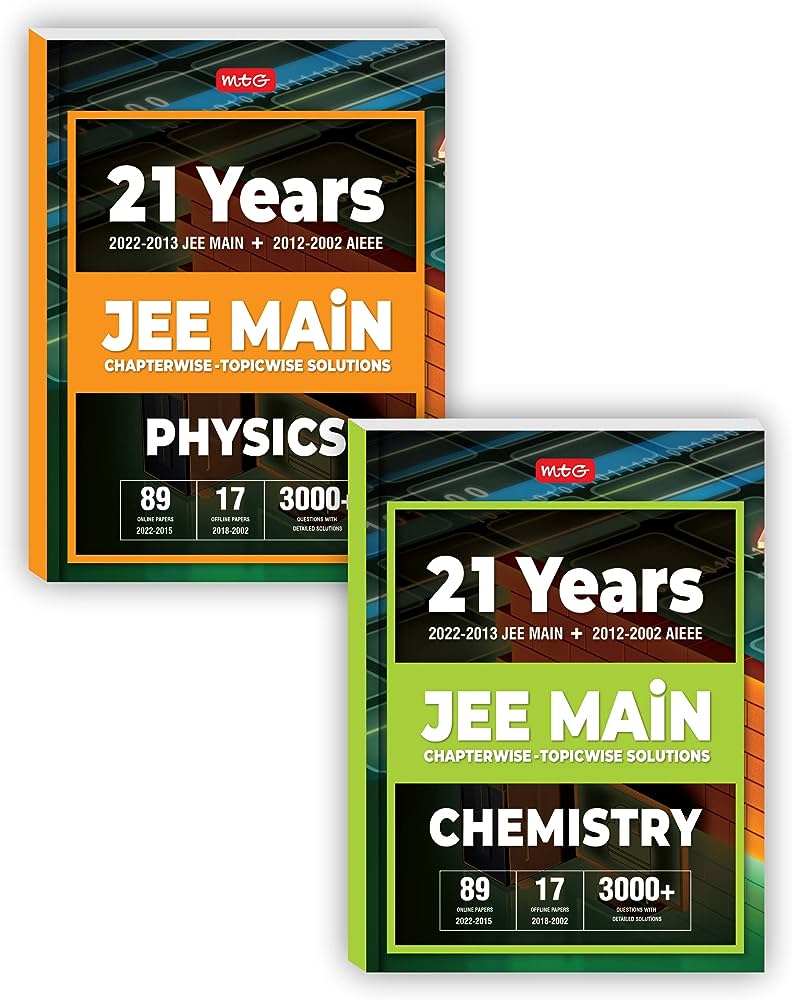 mtG
21 Years
2022-2013 JEE MAIN + 2012-2002 AIEEE
JEE MAiN
CHAPTERWISE-TOPICWISE SOLUTIONS
PHYSICS
89 17 3000+
ONLINE PAPERS OFFLINE PAPERS QUESTIONS WITH
2022-2015 2018-2002 DETAILED SOLUTIONS
mtG
21 Years
2022-2013 JEE MAIN + 2012-2002 AIEEE
JEE MAiN
CHAPTERWISE-TOPICWISE SOLUTIONS
CHEMISTRY
89 17 3000+
ONLINE PAPERS OFFLINE PAPERS QUESTIONS WITH
2022-2015 2018-2002 DETAILED SOLUTIONS